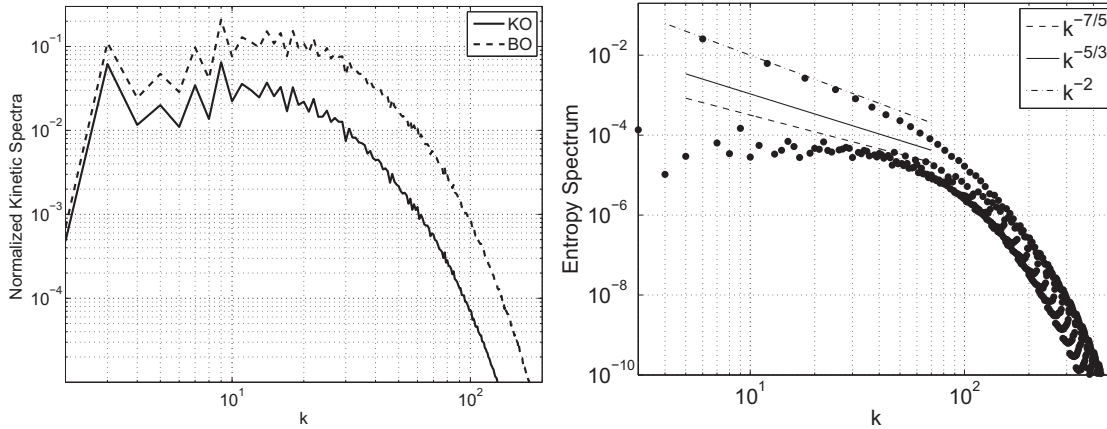 Normalized Kinetic Spectra
10^{-1}
10^{-2}
10^{-3}
10^{-4}
KO
BO
10^{1}
10^{2}
k
Entropy Spectrum
10^{-2}
10^{-4}
10^{-6}
10^{-8}
10^{-10}
k^{-7/5}
k^{-5/3}
k^{-2}
10^{1}
10^{2}
k